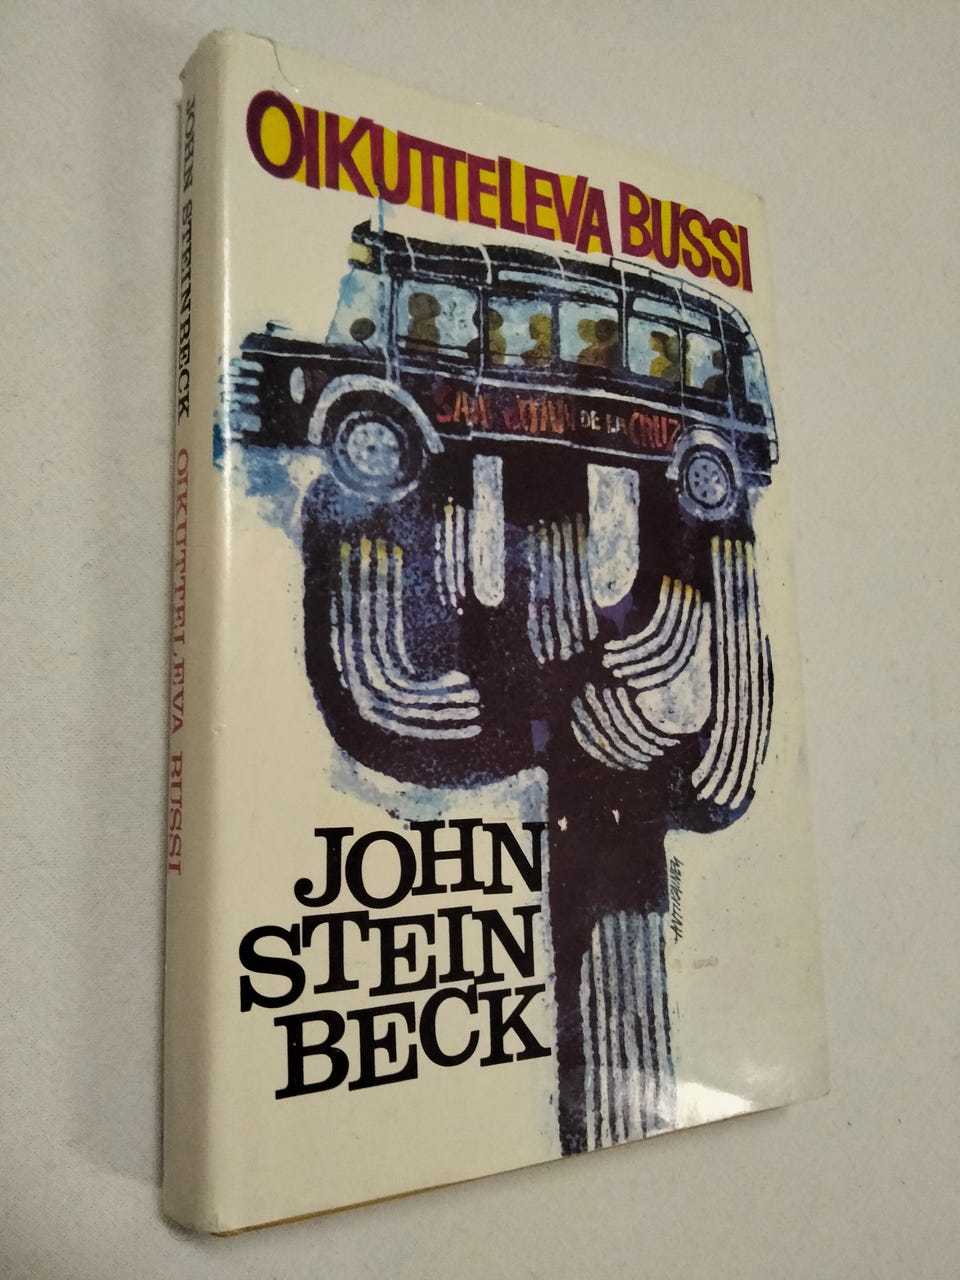 OIKUTTELEVA BUSSI
SAN JUAN DE LA CRUZ
JOHN
STEIN
BECK
JOHN STEINBECK OIKUTTELEVA BUSSI